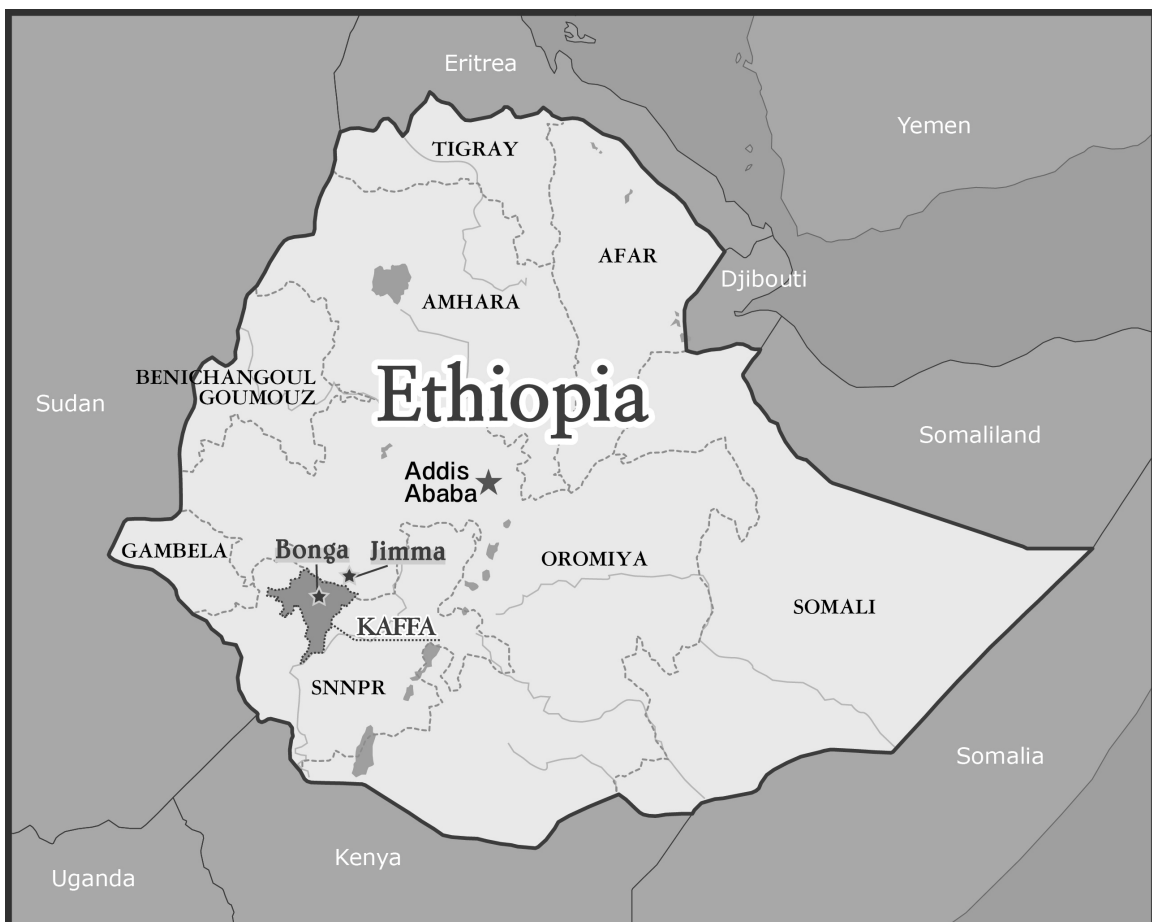 Eritrea
Yemen
TIGRAY
AFAR
Djibouti
AMHARA
BENICHANGOUL
GOUMOUZ
Ethiopia
Sudan
Somaliland
Addis
Ababa
GAMBELA
Bonga
Jimma
OROMIYA
SOMALI
KAFFA
SNNPR
Somalia
Kenya
Uganda